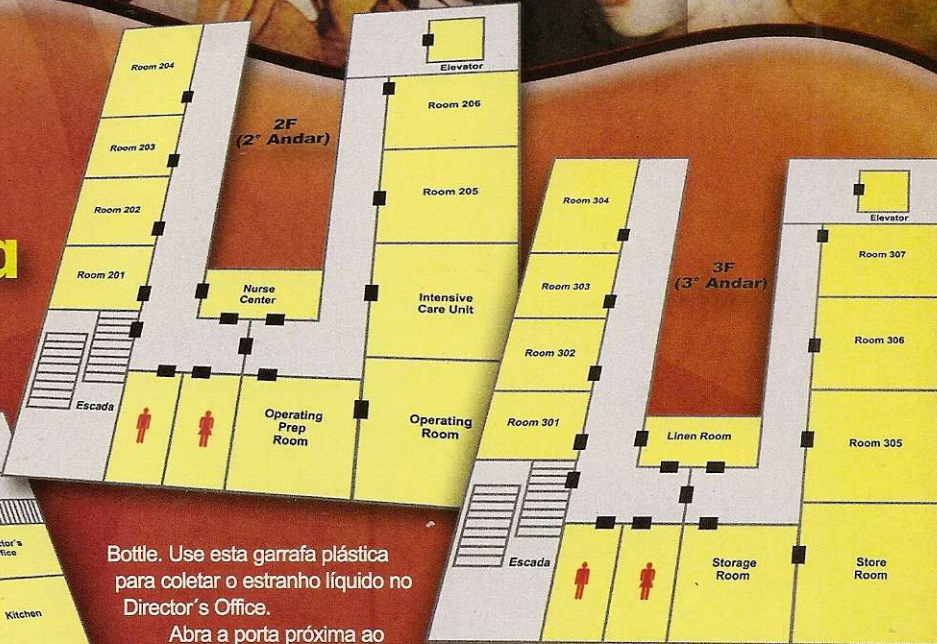 Room 204
Room 203
Room 202
Room 201
2F
(2° Andar)
Elevator
Room 206
Room 205
Nurse
Center
Intensive
Care Unit
Escada
Operating
Prep
Room
Operating
Room
Room 304
Room 303
Room 302
Room 301
3F
(3° Andar)
Elevator
Room 307
Room 306
Room 305
Linen Room
Escada
Storage
Room
Store
Room
Kitchen
Bottle. Use esta garrafa plástica
para coletar o estranho líquido no
Director´s Office.
Abra a porta próxima ao